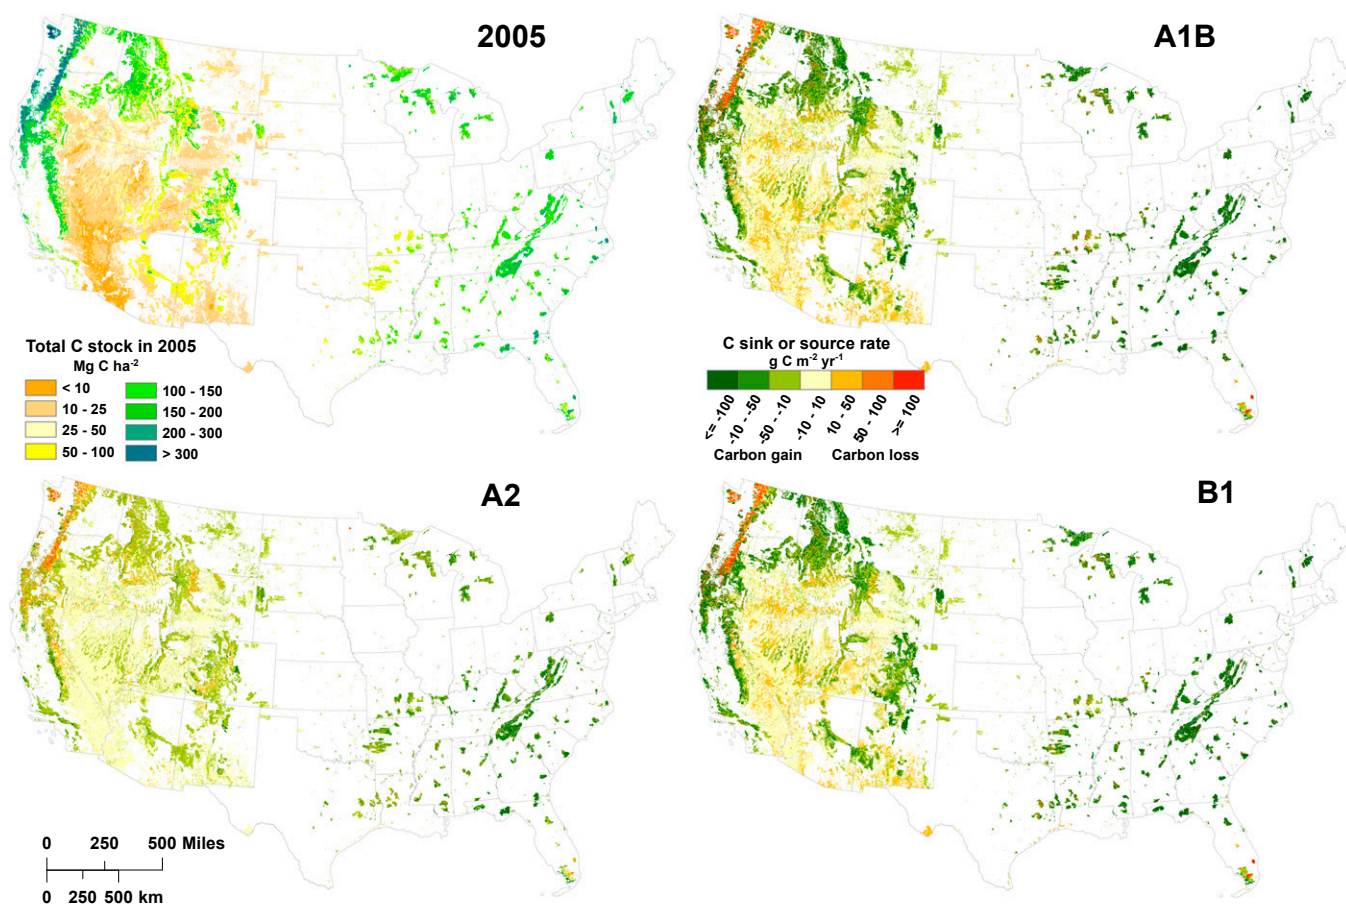 2005
A1B
Total C stock in 2005
Mg C ha-2
< 10
10 - 25
25 - 50
50 - 100
100 - 150
150 - 200
200 - 300
> 300
C sink or source rate
g C m-2 yr-1
<= -100
-10 - -50
-50 - -10
-10 - 10
10 - 50
50 - 100
>= -100
Carbon gain
Carbon loss
A2
B1
0 250 500 Miles
0 250 500 km